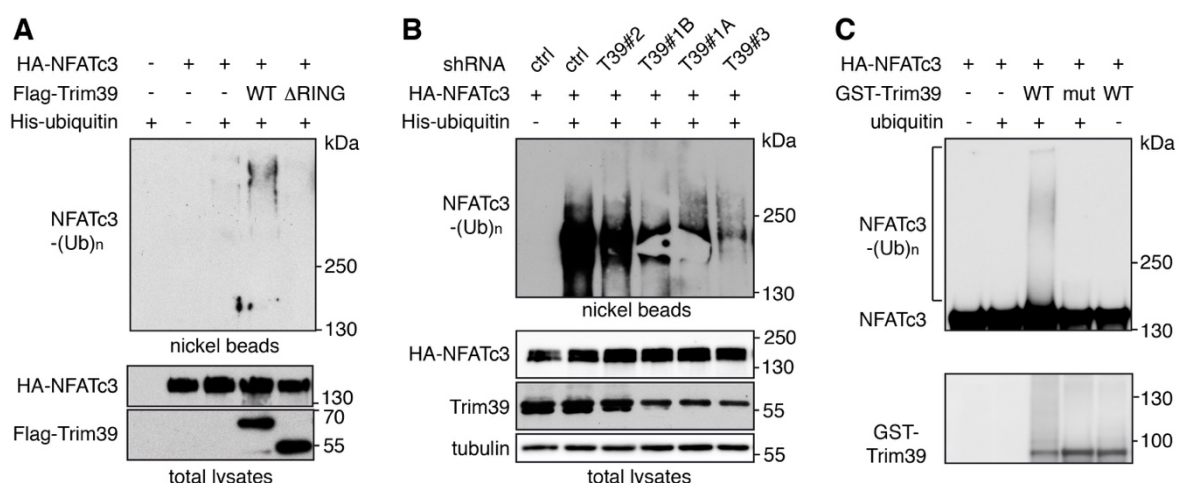 A
HA-NFATc3 - + + + +
Flag-Trim39 - - - WT ΔRING
His-ubiquitin + - + + +
kDa
NFATc3
-(Ub)n
250
130
nickel beads
HA-NFATc3
130
Flag-Trim39
70
55
total lysates
B
shRNA ctrl ctrl T39#2 T39#1B T39#1A T39#3
HA-NFATc3 + + + + + +
His-ubiquitin - + + + + +
kDa
NFATc3
-(Ub)n
250
130
nickel beads
HA-NFATc3
250
130
Trim39
55
tubulin
55
total lysates
C
HA-NFATc3 + + + + +
GST-Trim39 - - WT mut WT
ubiquitin - + + + -
kDa
NFATc3
-(Ub)n
250
NFATc3
130
130
GST-
Trim39
100